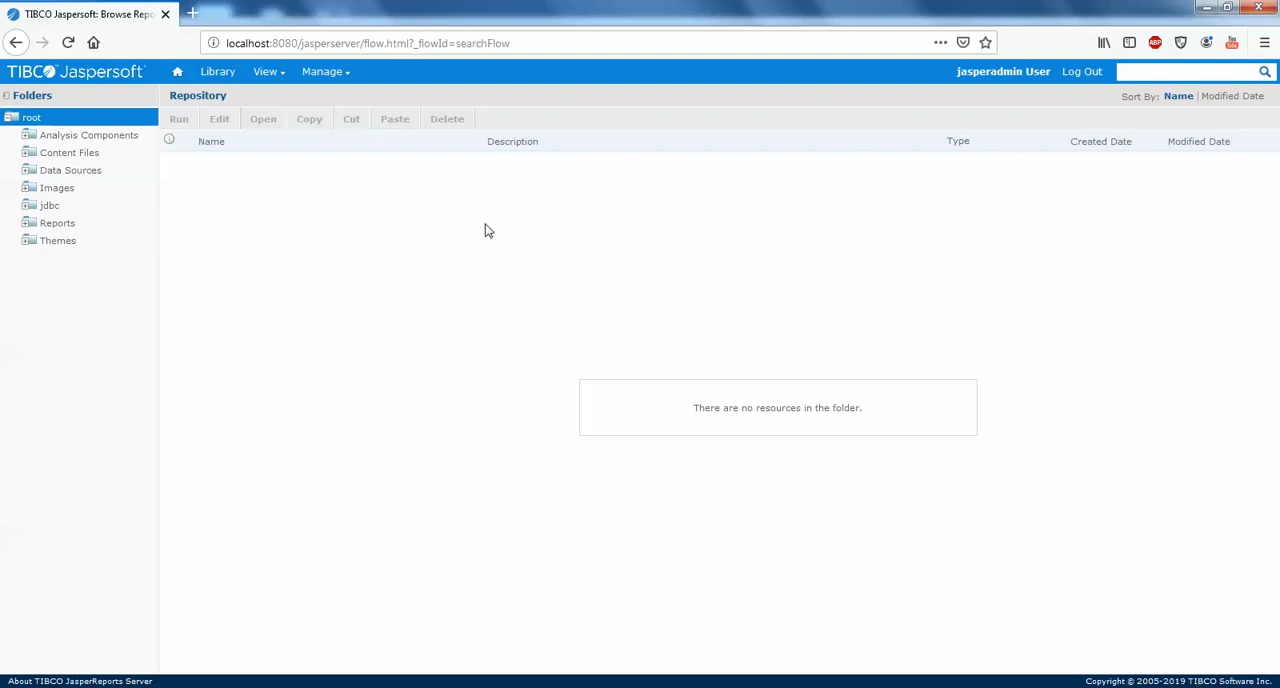 TIBCO Jaspersoft: Browse Repo
localhost:8080/jasperserver/flow.html?_flowId=searchFlow
ABP
TIBCO Jaspersoft Library View Manage jasperadmin User Log Out
Folders
Repository Sort By: Name | Modified Date
root
Run Edit Open Copy Cut Paste Delete
Name Description Type Created Date Modified Date
Analysis Components
Content Files
Data Sources
Images
jdbc
Reports
Themes
There are no resources in the folder.
About TIBCO JasperReports Server Copyright © 2005-2019 TIBCO Software Inc.